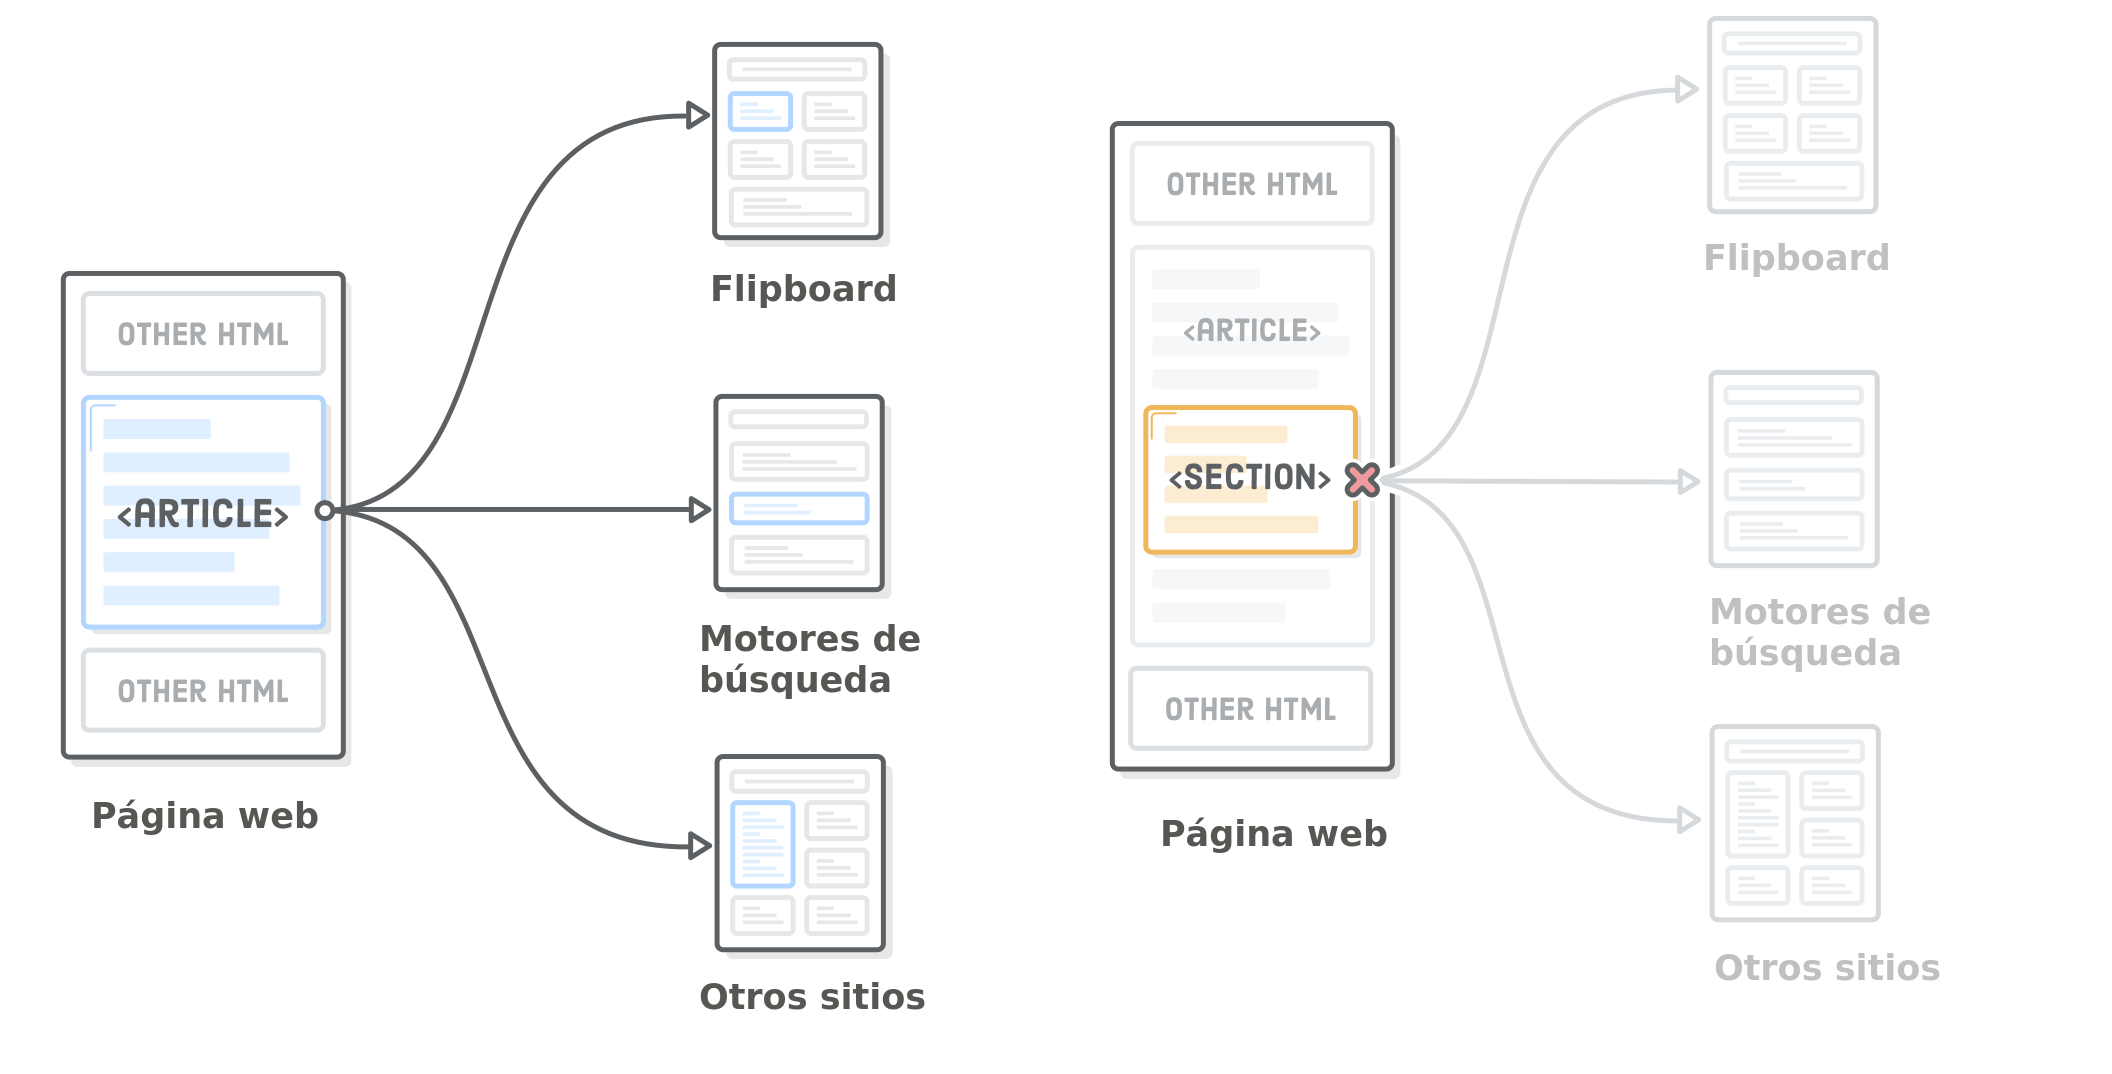 OTHER HTML
<ARTICLE>
OTHER HTML
Página web
Flipboard
Motores de
búsqueda
Otros sitios
OTHER HTML
<ARTICLE>
<SECTION>
OTHER HTML
Página web
Flipboard
Motores de
búsqueda
Otros sitios